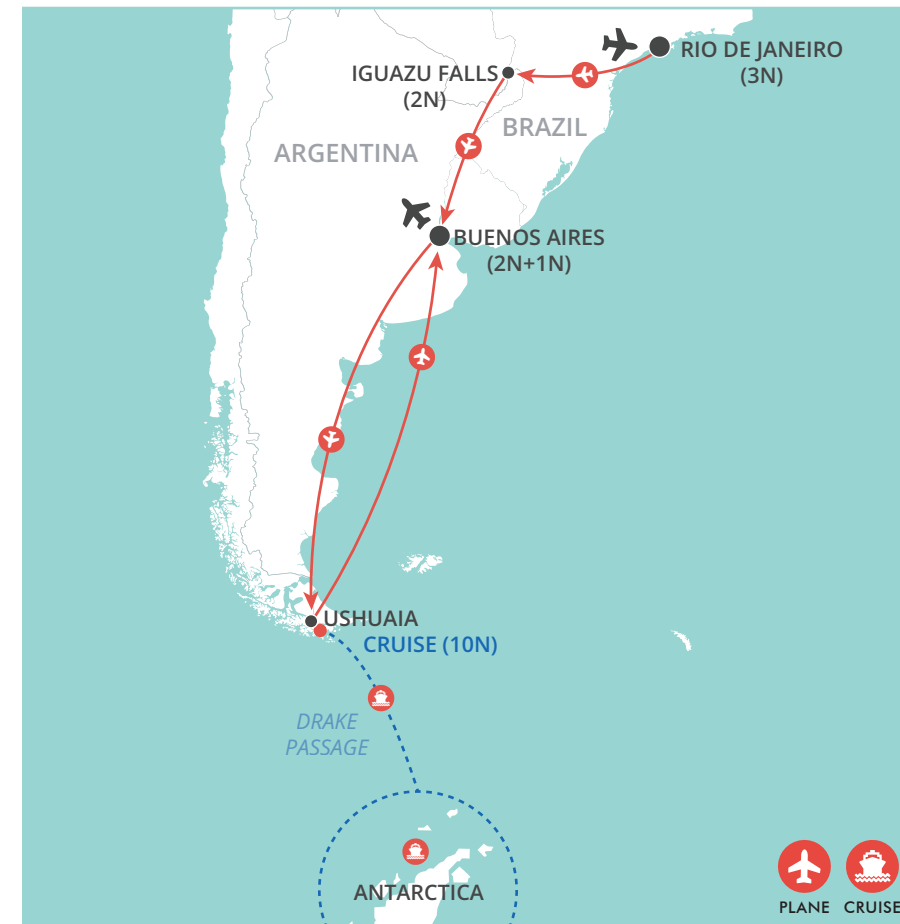 RIO DE JANEIRO
(3N)
IGUAZU FALLS
(2N)
BRAZIL
ARGENTINA
BUENOS AIRES
(2N+1N)
USHUAIA
CRUISE (10N)
DRAKE
PASSAGE
ANTARCTICA
PLANE
CRUISE